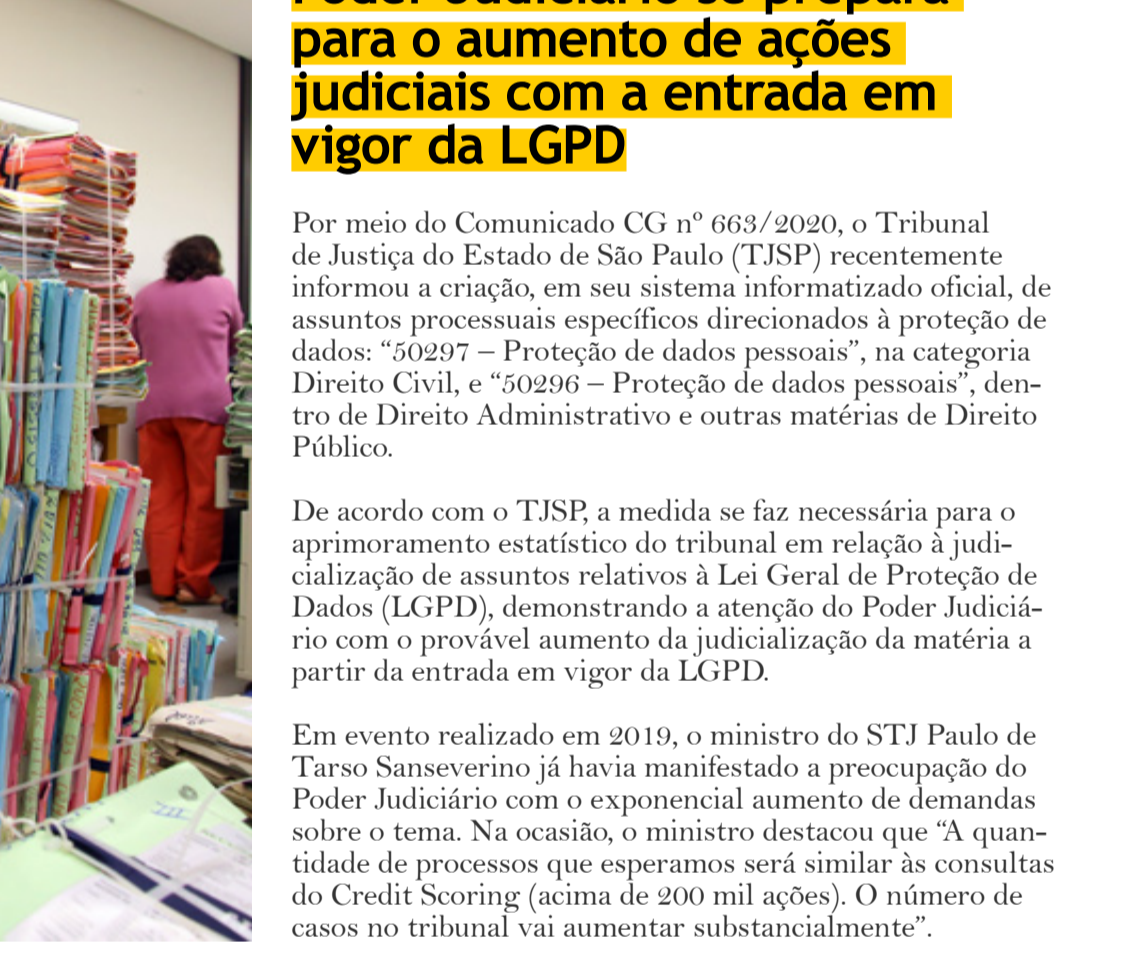 Poder Judiciário se prepara
para o aumento de ações
judiciais com a entrada em
vigor da LGPD
Por meio do Comunicado CG nº 663/2020, o Tribunal
de Justiça do Estado de São Paulo (TJSP) recentemente
informou a criação, em seu sistema informatizado oficial, de
assuntos processuais específicos direcionados à proteção de
dados: “50297 – Proteção de dados pessoais”, na categoria
Direito Civil, e “50296 – Proteção de dados pessoais”, den-
tro de Direito Administrativo e outras matérias de Direito
Público.
De acordo com o TJSP, a medida se faz necessária para o
aprimoramento estatístico do tribunal em relação à judi-
cialização de assuntos relativos à Lei Geral de Proteção de
Dados (LGPD), demonstrando a atenção do Poder Judiciá-
rio com o provável aumento da judicialização da matéria a
partir da entrada em vigor da LGPD.
Em evento realizado em 2019, o ministro do STJ Paulo de
Tarso Sanseverino já havia manifestado a preocupação do
Poder Judiciário com o exponencial aumento de demandas
sobre o tema. Na ocasião, o ministro destacou que “A quan-
tidade de processos que esperamos será similar às consultas
do Credit Scoring (acima de 200 mil ações). O número de
casos no tribunal vai aumentar substancialmente”.